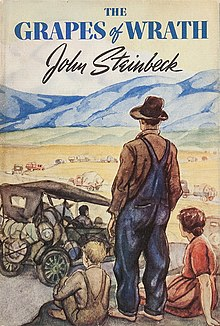 THE
GRAPES of WRATH
John Steinbeck